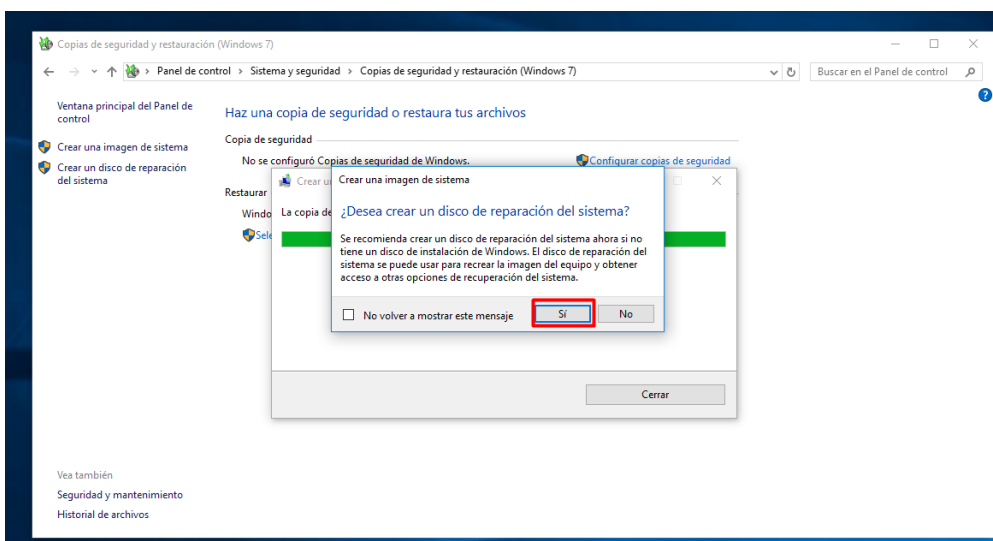 Copias de seguridad y restauración (Windows 7)
Panel de control > Sistema y seguridad > Copias de seguridad y restauración (Windows 7)
Buscar en el Panel de control
Ventana principal del Panel de
control
Crear una imagen de sistema
Crear un disco de reparación
del sistema
Haz una copia de seguridad o restaura tus archivos
Copia de seguridad
No se configuró Copias de seguridad de Windows.
Configurar copias de seguridad
Restaurar
Windo
Sele
Crear u
La copia de
Crear una imagen de sistema
¿Desea crear un disco de reparación del sistema?
Se recomienda crear un disco de reparación del sistema ahora si no
tiene un disco de instalación de Windows. El disco de reparación del
sistema se puede usar para recrear la imagen del equipo y obtener
acceso a otras opciones de recuperación del sistema.
No volver a mostrar este mensaje
Sí
No
Cerrar
Vea también
Seguridad y mantenimiento
Historial de archivos